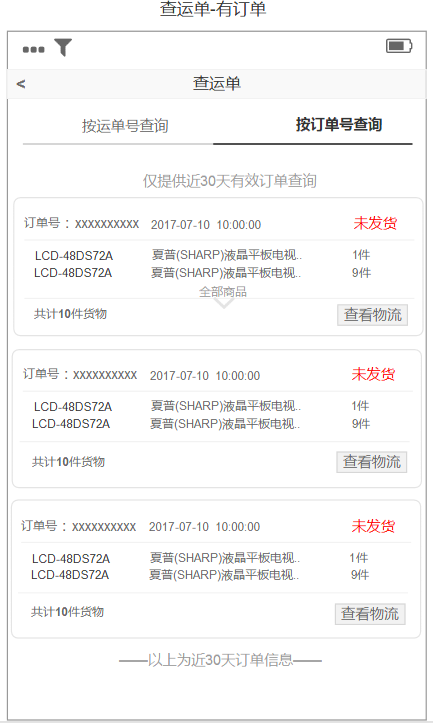 查运单-有订单
< 查运单
按运单号查询 按订单号查询
仅提供近30天有效订单查询
订单号：XXXXXXXXXX 2017-07-10 10:00:00 未发货
LCD-48DS72A 夏普(SHARP)液晶平板电视.. 1件
LCD-48DS72A 夏普(SHARP)液晶平板电视.. 9件
全部商品
共计10件货物 查看物流
订单号：XXXXXXXXXX 2017-07-10 10:00:00 未发货
LCD-48DS72A 夏普(SHARP)液晶平板电视.. 1件
LCD-48DS72A 夏普(SHARP)液晶平板电视.. 9件
共计10件货物 查看物流
订单号：XXXXXXXXXX 2017-07-10 10:00:00 未发货
LCD-48DS72A 夏普(SHARP)液晶平板电视.. 1件
LCD-48DS72A 夏普(SHARP)液晶平板电视.. 9件
共计10件货物 查看物流
——以上为近30天订单信息——